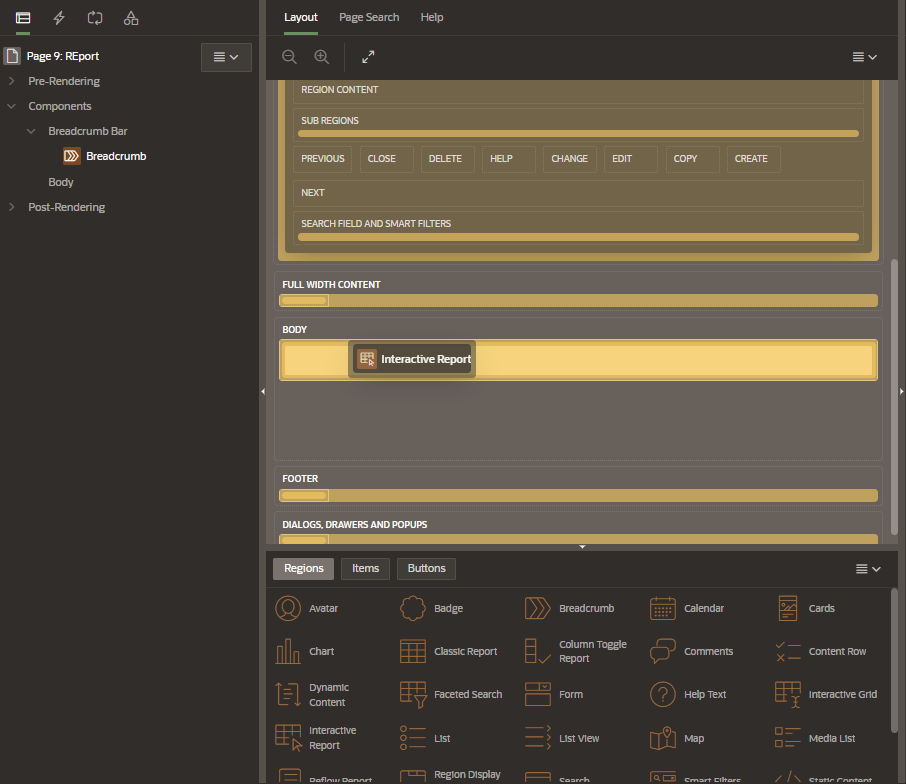 Layout
Page Search
Help
Page 9: REport
Pre-Rendering
Components
Breadcrumb Bar
Breadcrumb
Body
Post-Rendering
REGION CONTENT
SUB REGIONS
PREVIOUS
CLOSE
DELETE
HELP
CHANGE
EDIT
COPY
CREATE
NEXT
SEARCH FIELD AND SMART FILTERS
FULL WIDTH CONTENT
BODY
Interactive Report
FOOTER
DIALOGS, DRAWERS AND POPUPS
Regions
Items
Buttons
Avatar
Badge
Breadcrumb
Calendar
Cards
Chart
Classic Report
Column Toggle
Report
Comments
Content Row
Dynamic
Content
Faceted Search
Form
Help Text
Interactive Grid
Interactive
Report
List
List View
Map
Media List
Reflow Report
Region Display
Search
Smart Filters
Static Content